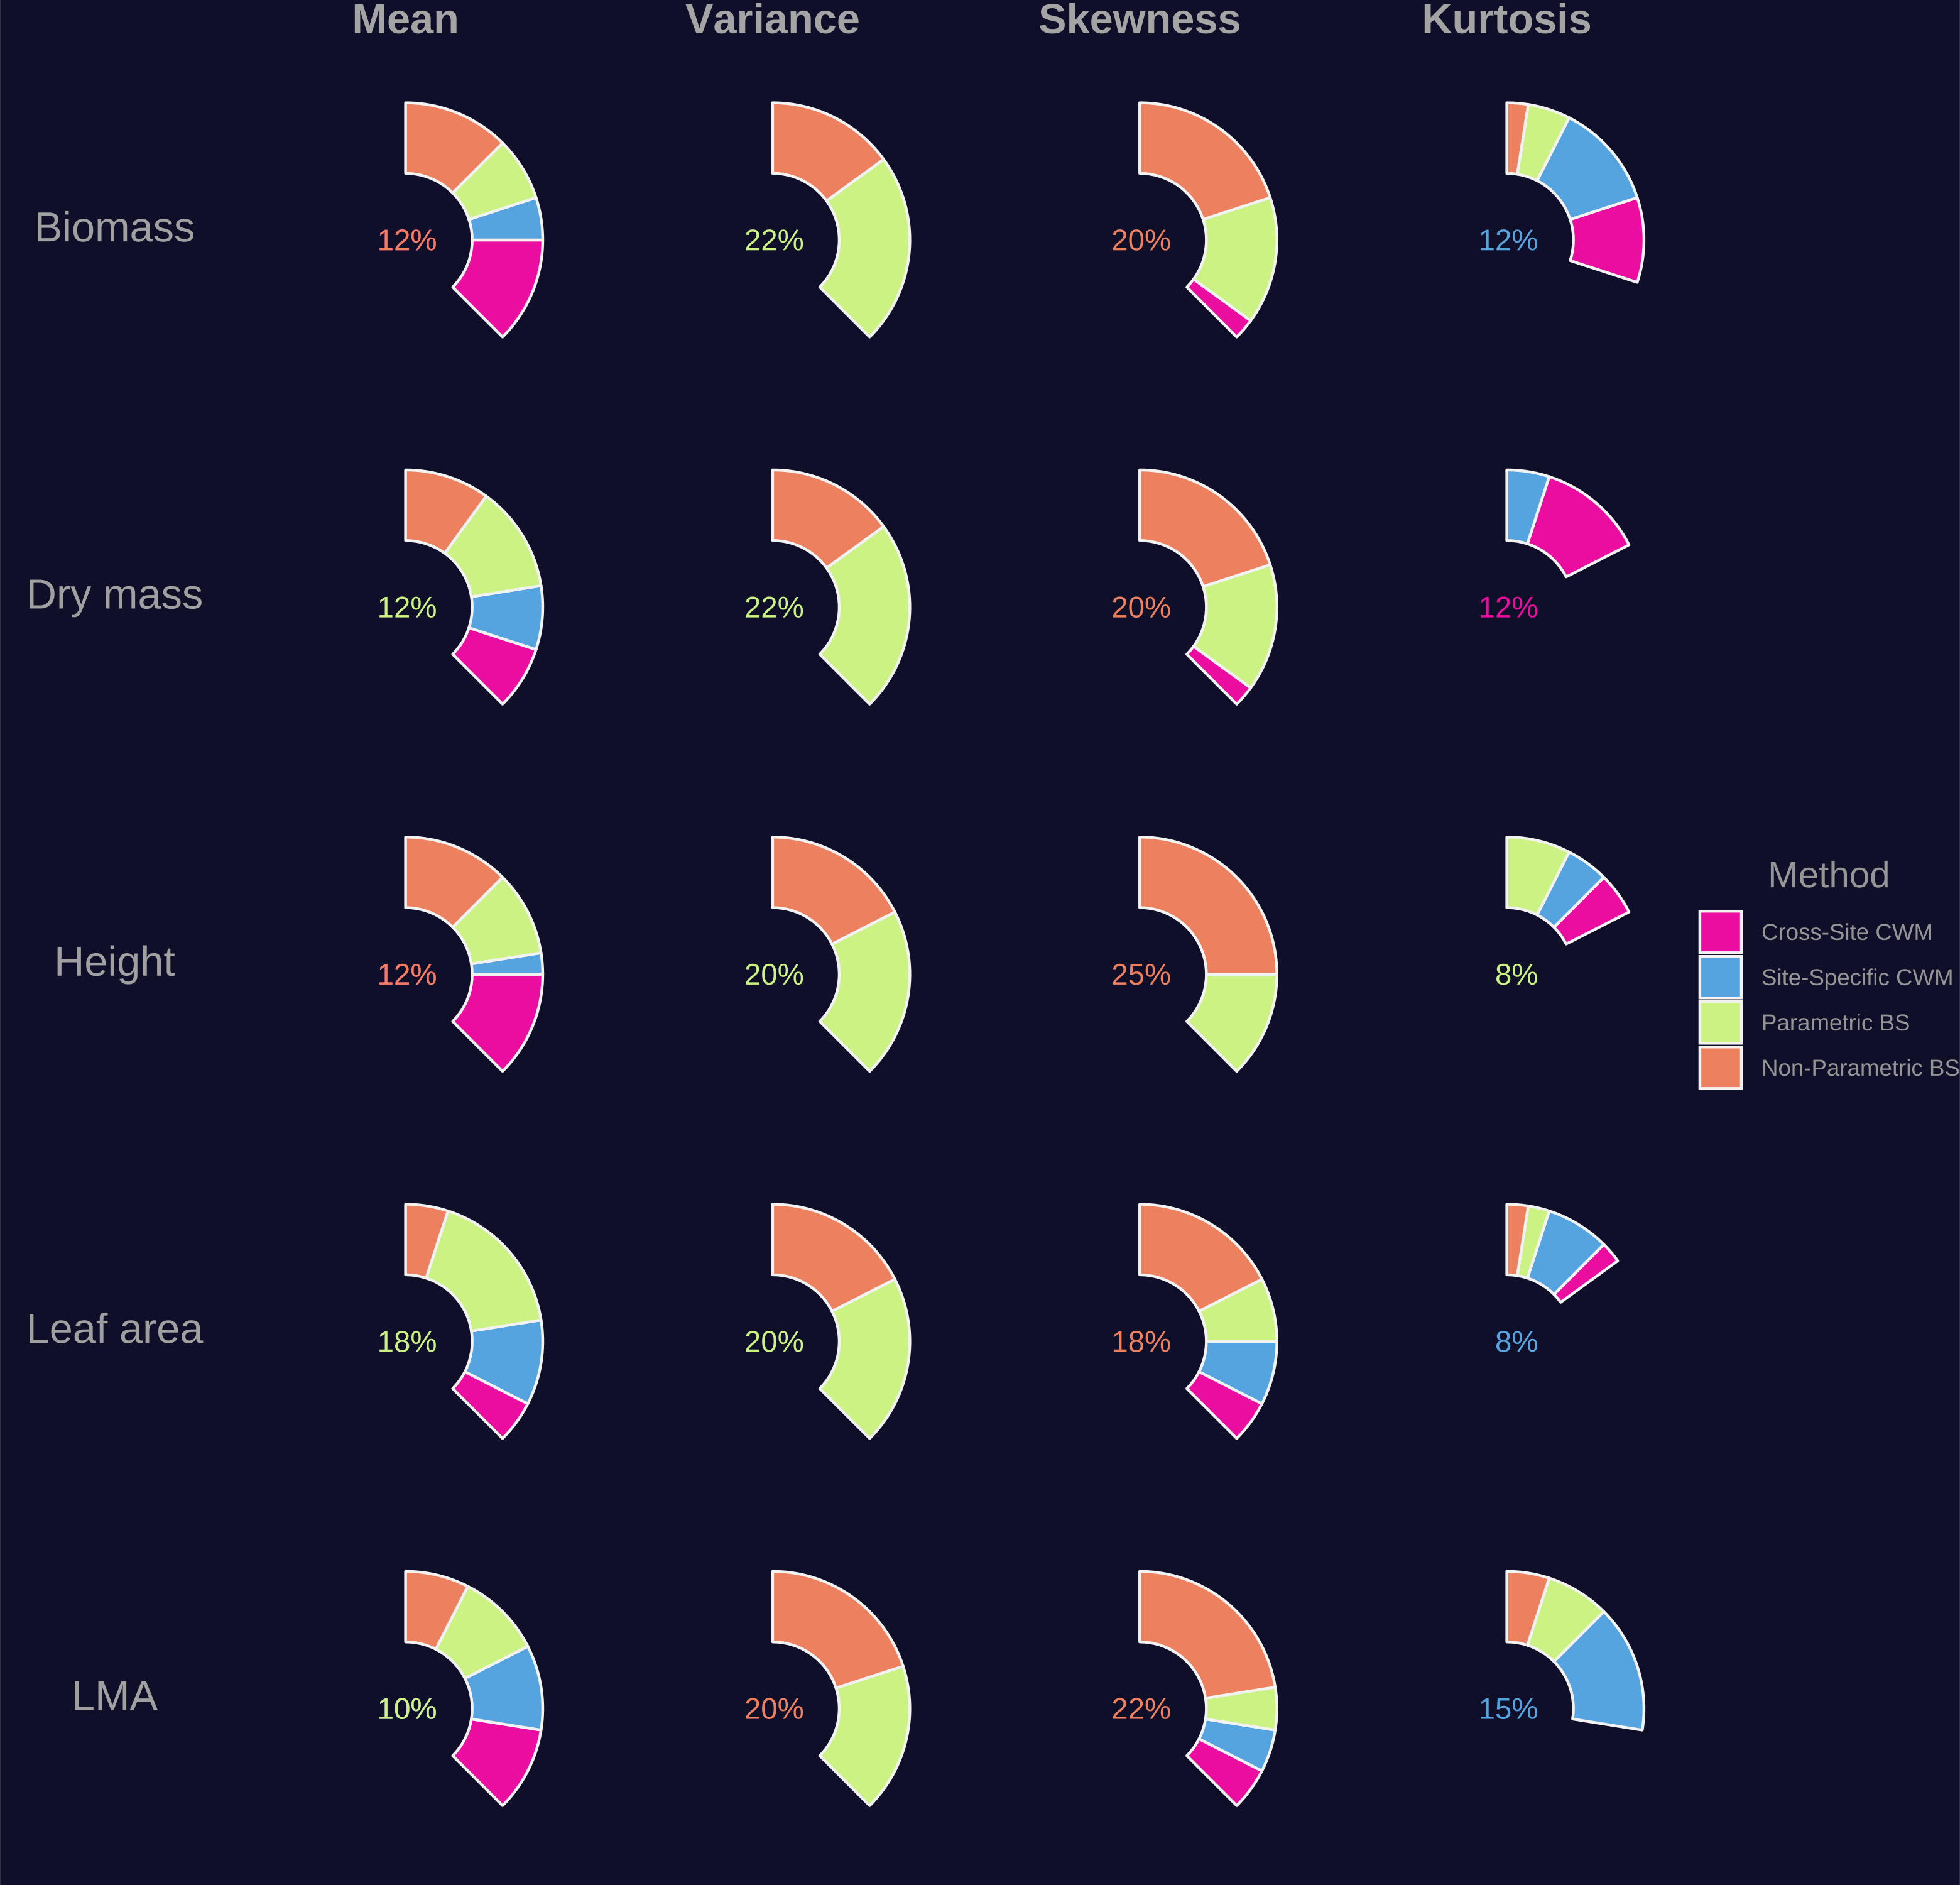 Mean Variance Skewness Kurtosis
Biomass 12% 22% 20% 12%
Dry mass 12% 22% 20% 12%
Height 12% 20% 25% 8%
Method
Cross-Site CWM
Site-Specific CWM
Parametric BS
Non-Parametric BS
Leaf area 18% 20% 18% 8%
LMA 10% 20% 22% 15%